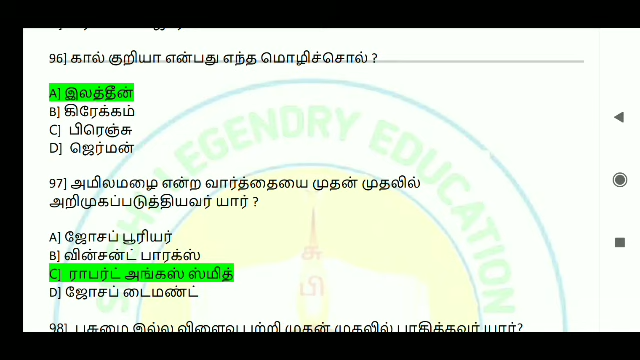 96] கால் குறியா என்பது எந்த மொழிச்சொல் ?
A] இலத்தீன்
B] கிரேக்கம்
C] பிரெஞ்சு
D] ஜெர்மன்
97] அமிலமழை என்ற வார்த்தையை முதன் முதலில்
அறிமுகப்படுத்தியவர் யார் ?
A] ஜோசப் பூரியர்
B] வின்சன்ட் பாரக்ஸ்
C] ராபர்ட் அங்கஸ் ஸ்மித்
D] ஜோசப் டைமண்ட்
98] பசுமை இல்ல விளைவு பற்றி முதன் முதலில் பாதித்தவர் யார்?
LEGENDRY EDUCATION
சு
பி